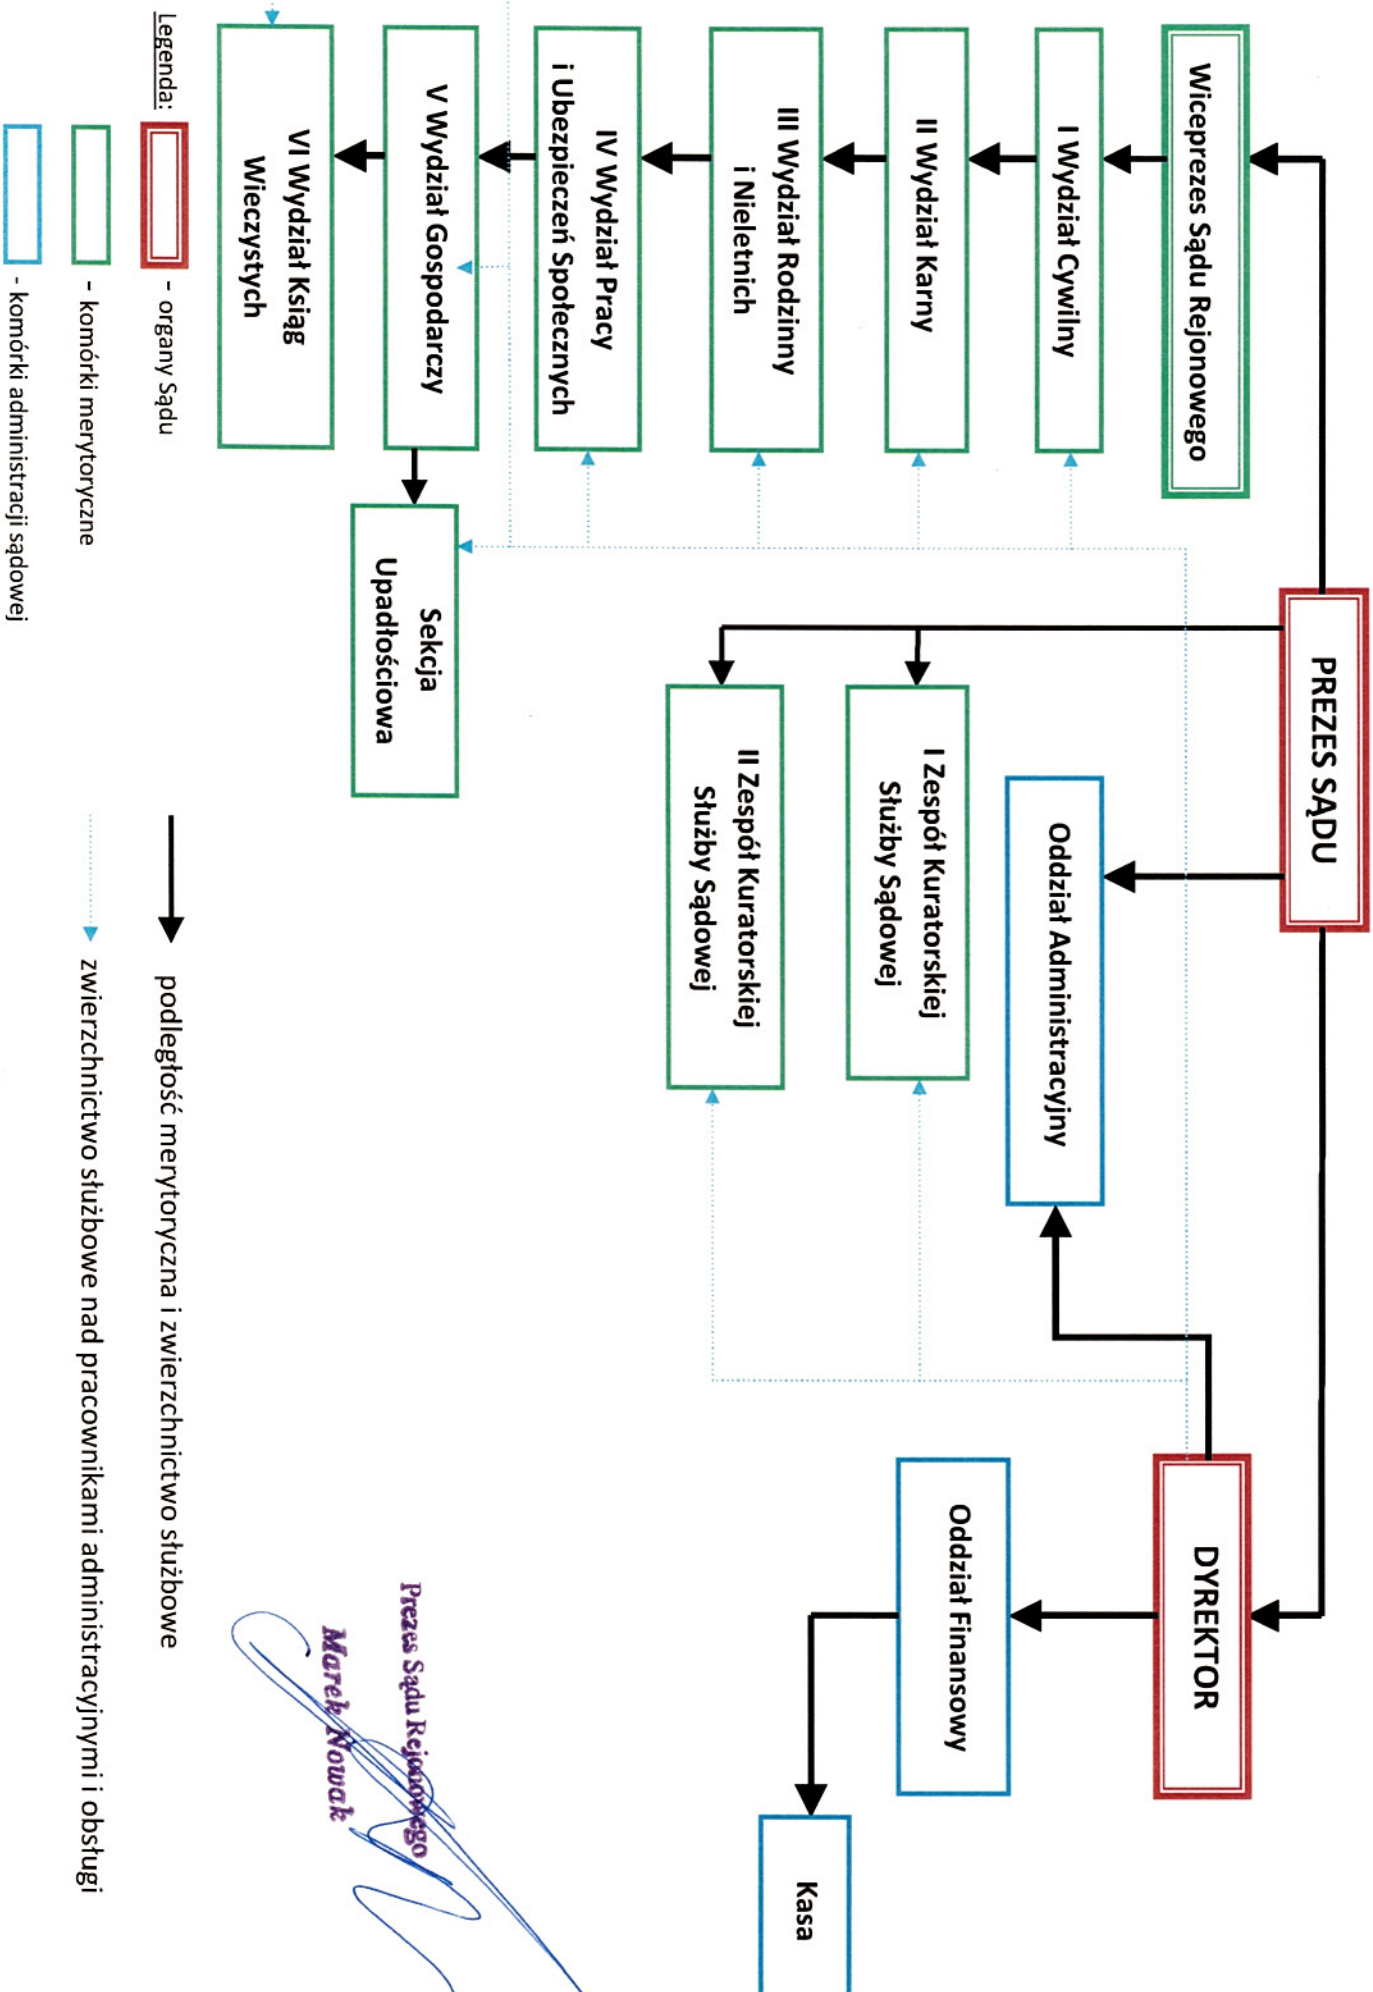 PREZES SĄDU
Wiceprezes Sądu Rejonowego
DYREKTOR
I Wydział Cywilny
II Wydział Karny
III Wydział Rodzinny
i Nieletnich
IV Wydział Pracy
i Ubezpieczeń Społecznych
V Wydział Gospodarczy
VI Wydział Ksiąg
Wieczystych
Sekcja
Upadłościowa
Oddział Administracyjny
I Zespół Kuratorskiej
Służby Sądowej
II Zespół Kuratorskiej
Służby Sądowej
Oddział Finansowy
Kasa
Prezes Sądu Rejonowego
Marek Nowak
Legenda:
- organy Sądu
- komórki merytoryczne
- komórki administracji sądowej
podległość merytoryczna i zwierzchnictwo służbowe
zwierzchnictwo służbowe nad pracownikami administracyjnymi i obsługi